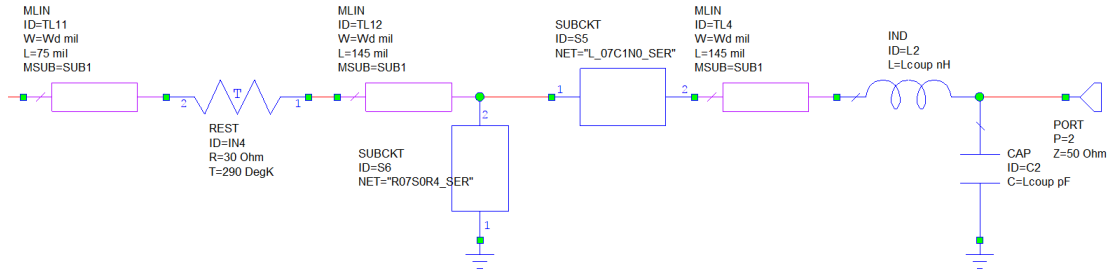 MLIN
ID=TL11
W=Wd mil
L=75 mil
MSUB=SUB1
2
T
1
REST
ID=IN4
R=30 Ohm
T=290 DegK
MLIN
ID=TL12
W=Wd mil
L=145 mil
MSUB=SUB1
2
SUBCKT
ID=S6
NET="R07S0R4_SER"
1
SUBCKT
ID=S5
NET="L_07C1N0_SER"
1
2
MLIN
ID=TL4
W=Wd mil
L=145 mil
MSUB=SUB1
IND
ID=L2
L=Lcoup nH
CAP
ID=C2
C=Lcoup pF
PORT
P=2
Z=50 Ohm